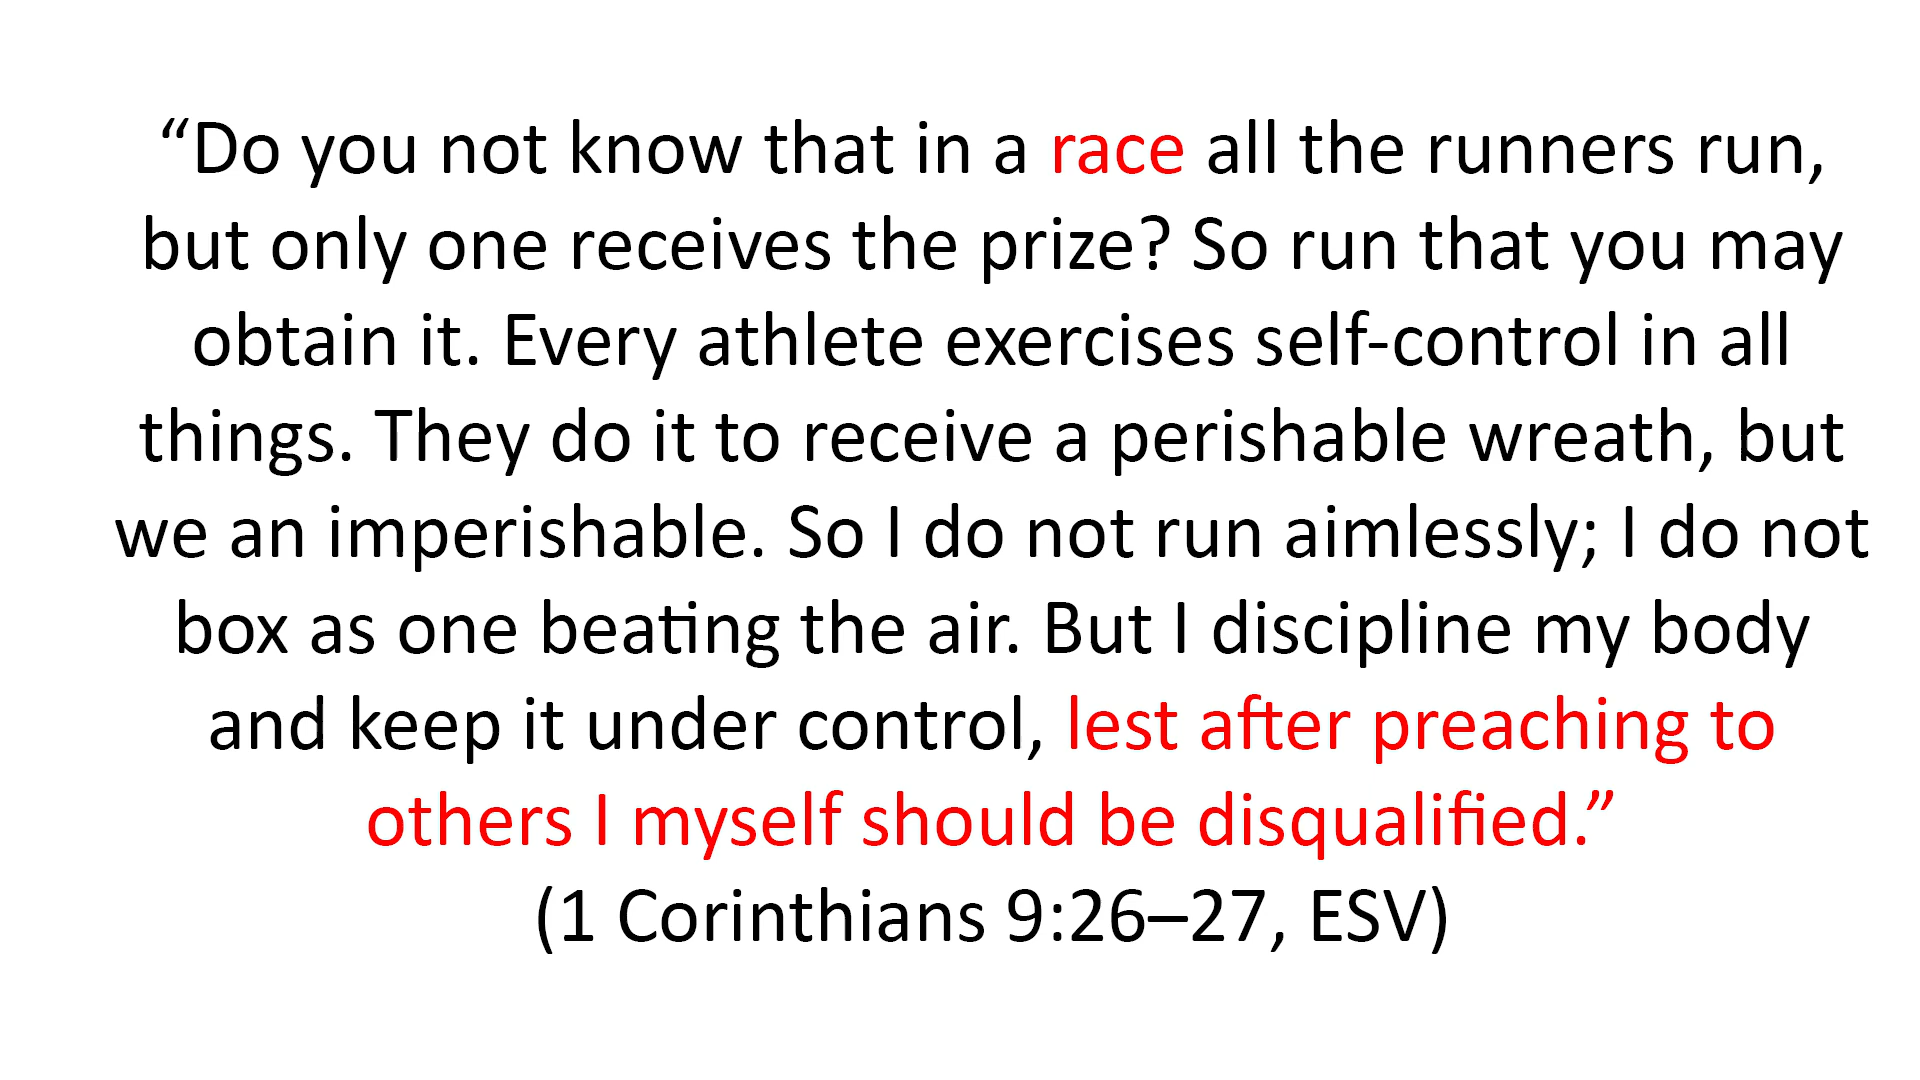 “Do you not know that in a race all the runners run,
but only one receives the prize? So run that you may
obtain it. Every athlete exercises self-control in all
things. They do it to receive a perishable wreath, but
we an imperishable. So I do not run aimlessly; I do not
box as one beating the air. But I discipline my body
and keep it under control, lest after preaching to
others I myself should be disqualified.”
(1 Corinthians 9:26–27, ESV)